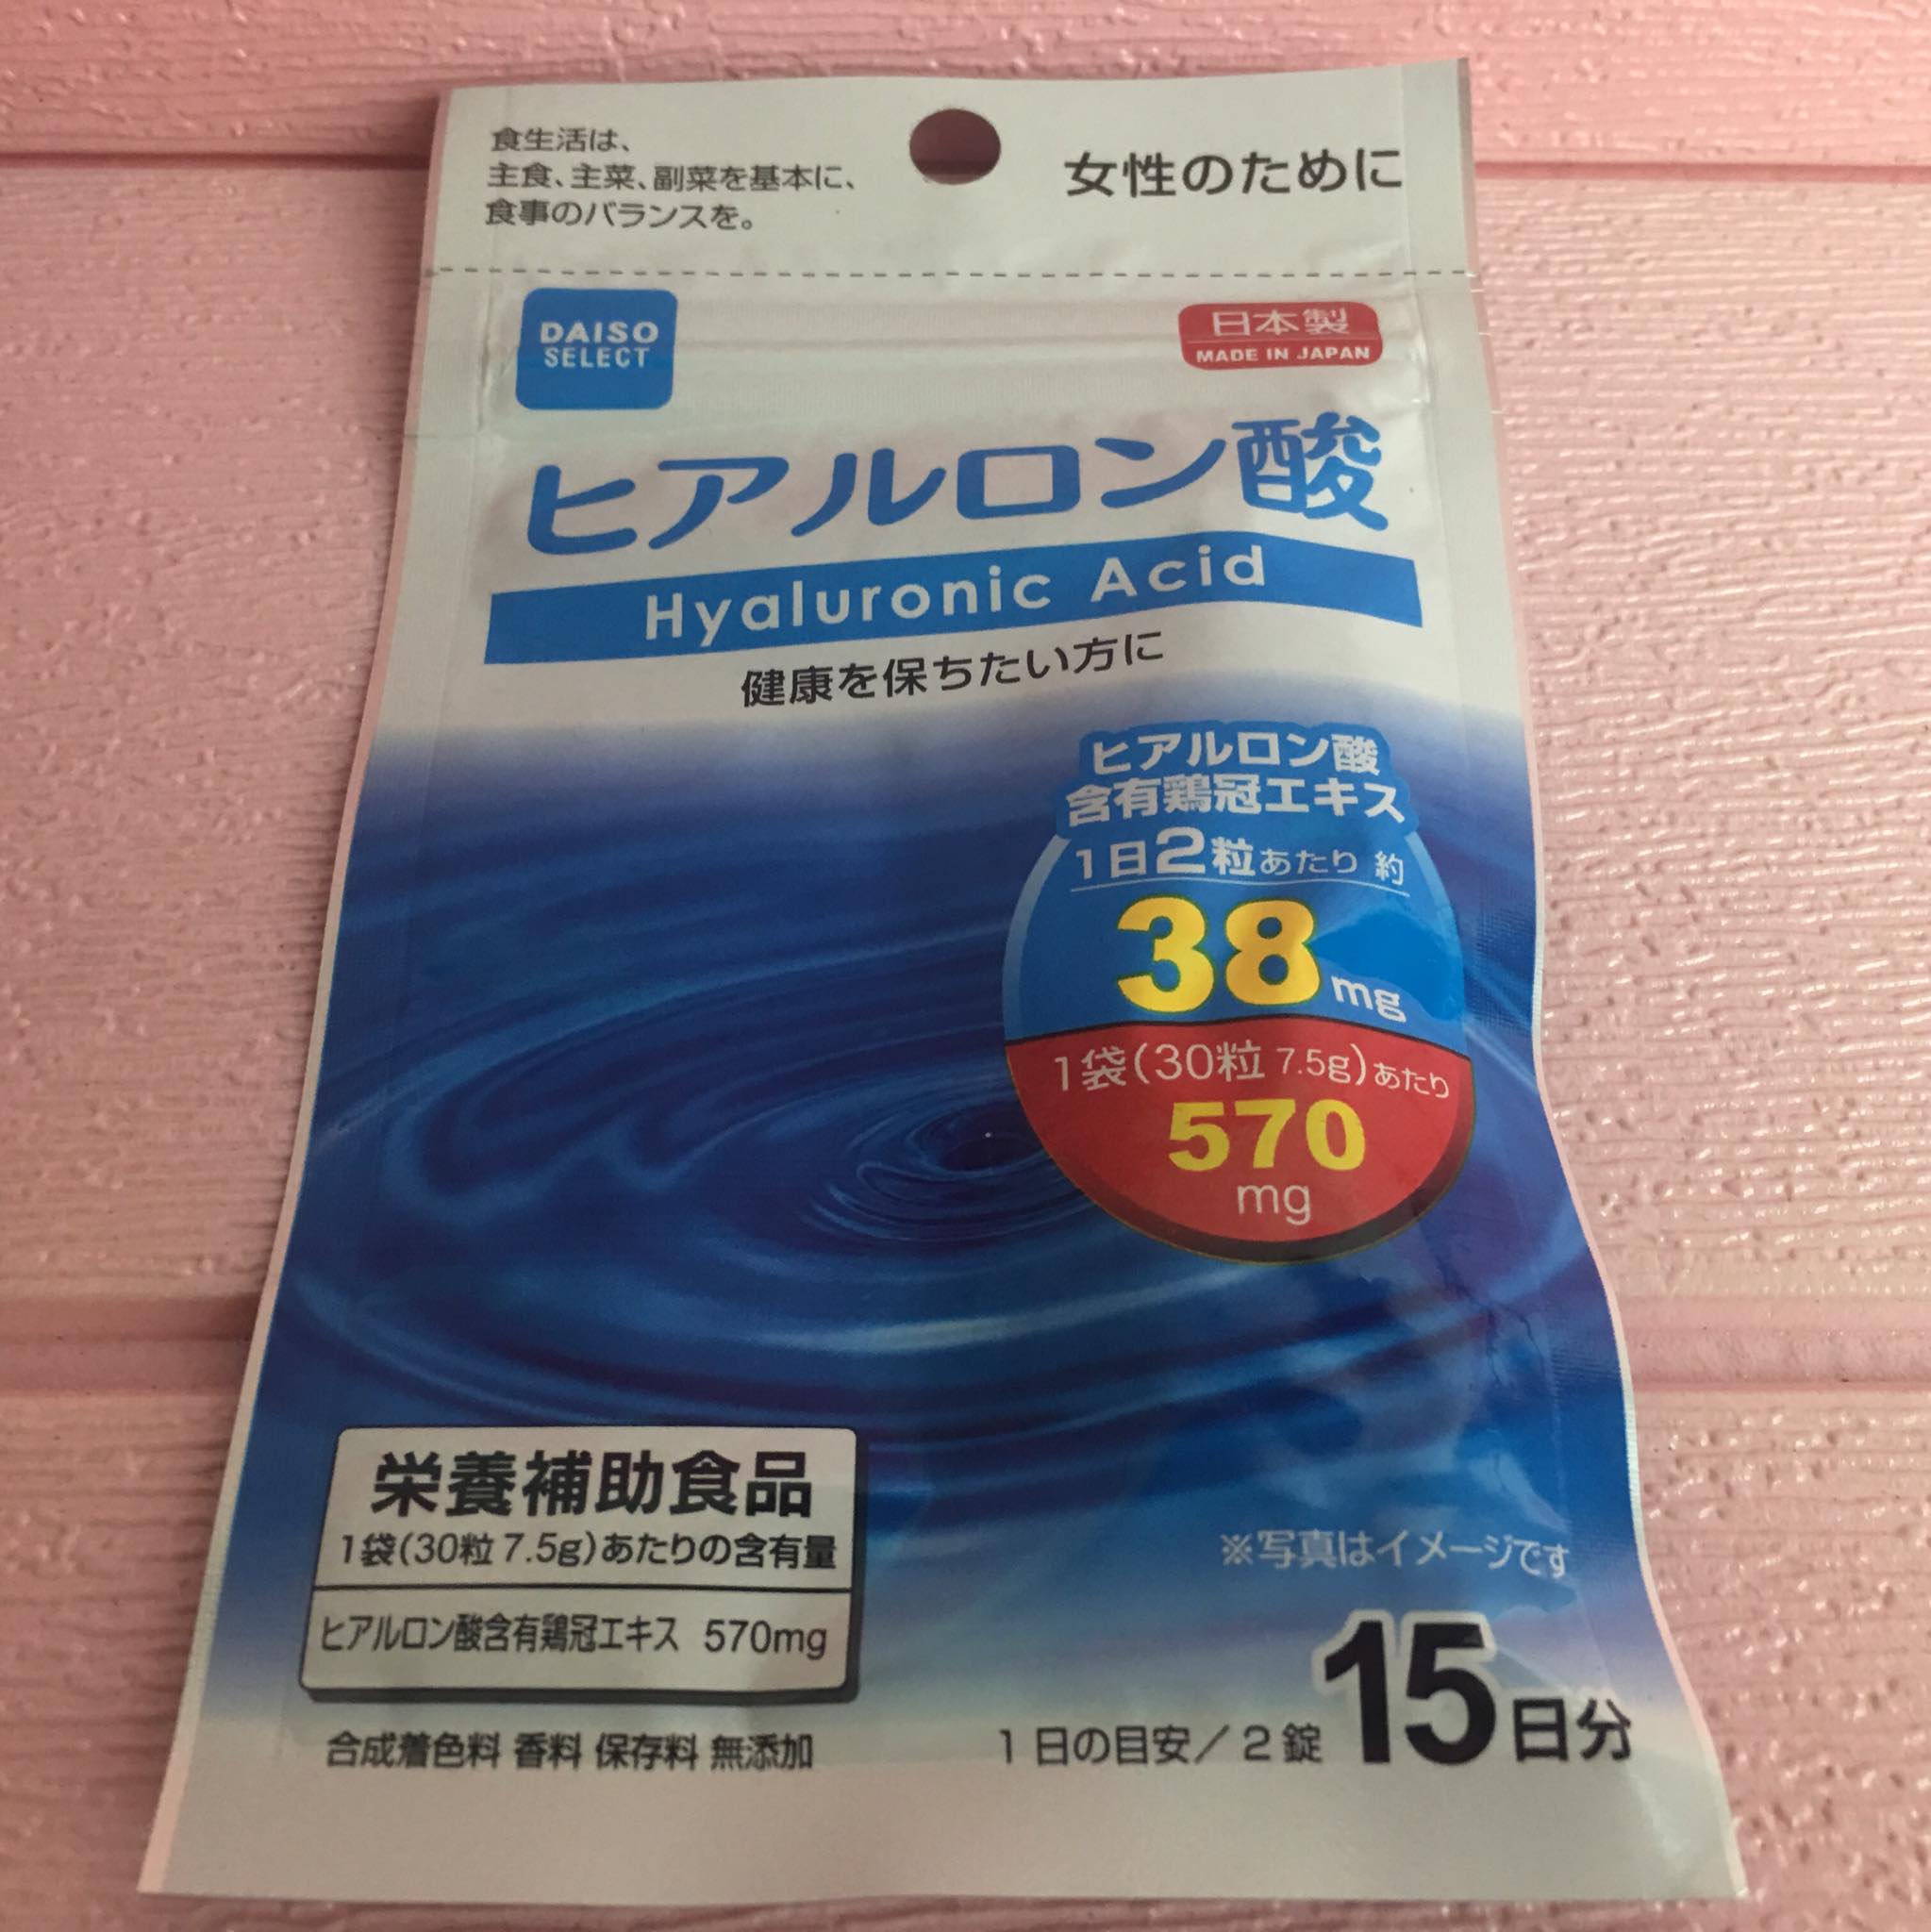 食生活は、
主食、主菜、副菜を基本に、
食事のバランスを。
女性のために
DAISO
SELECT
日本製
MADE IN JAPAN
ヒアルロン酸
Hyaluronic Acid
健康を保ちたい方に
ヒアルロン酸
含有鶏冠エキス
1日2粒あたり 約
38mg
1袋(30粒 7.5g)あたり
570
mg
栄養補助食品
1袋(30粒 7.5g)あたりの含有量
ヒアルロン酸含有鶏冠エキス 570mg
合成着色料 香料 保存料 無添加
※写真はイメージです
1日の目安/2錠 15日分